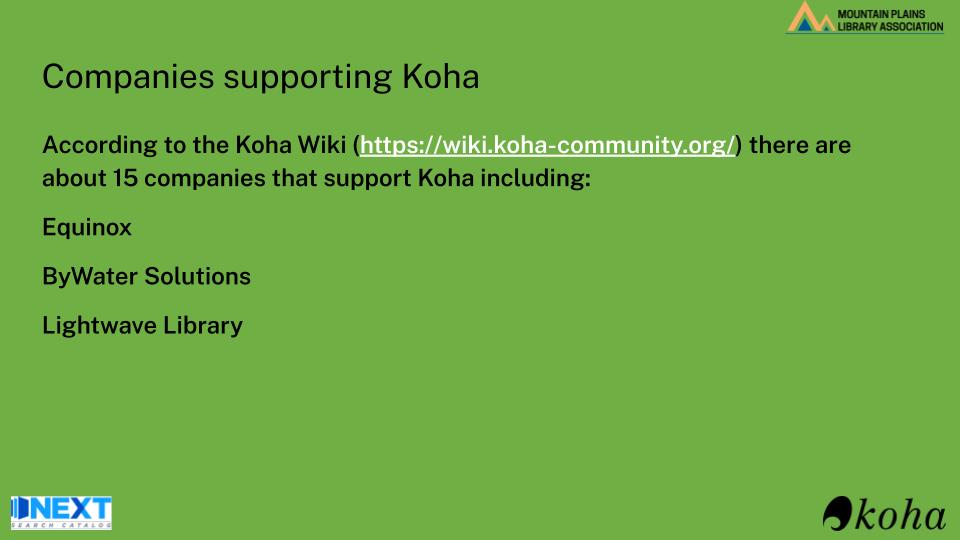 MOUNTAIN PLAINS
LIBRARY ASSOCIATION
Companies supporting Koha
According to the Koha Wiki (https://wiki.koha-community.org/) there are
about 15 companies that support Koha including:
Equinox
ByWater Solutions
Lightwave Library
NEXT
SEARCH CATALOG
koha